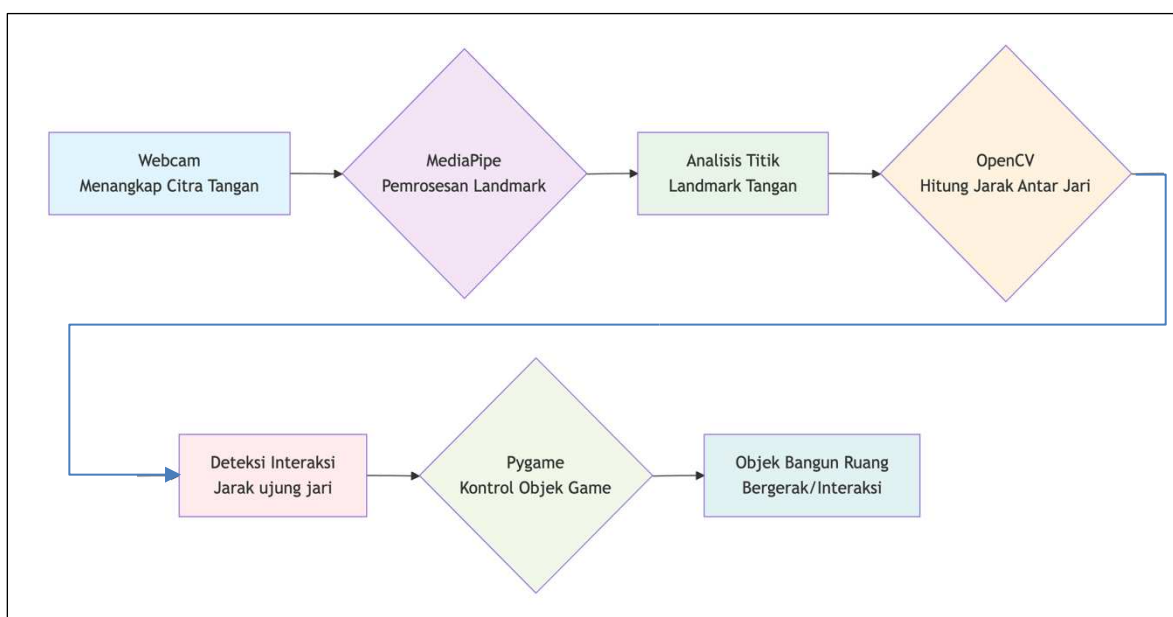 Webcam
Menangkap Citra Tangan
MediaPipe
Pemrosesan Landmark
Analisis Titik
Landmark Tangan
OpenCV
Hitung Jarak Antar Jari
Deteksi Interaksi
Jarak ujung jari
Pygame
Kontrol Objek Game
Objek Bangun Ruang
Bergerak/Interaksi